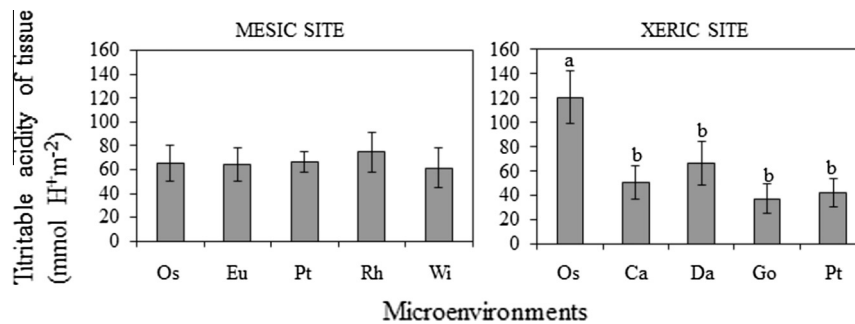 MESIC SITE XERIC SITE
Titritable acidity of tissue
(mmol H+m-2)
160 160
140 140
120 120
100 100
80 80
60 60
40 40
20 20
0 0
a
b b b b
Os Eu Pt Rh Wi Os Ca Da Go Pt
Microenvironments